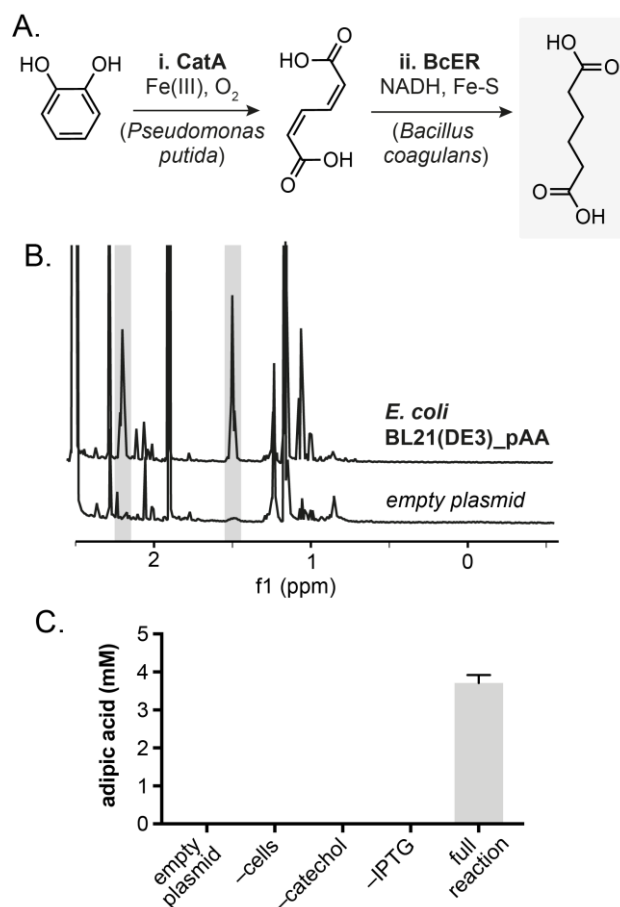 A.
HO OH
i. CatA
Fe(III), O2
(Pseudomonas
putida)
HO O
O OH
ii. BcER
NADH, Fe-S
(Bacillus
coagulans)
HO O
O OH
B.
E. coli
BL21(DE3)_pAA
empty plasmid
2 1 0
f1 (ppm)
C.
adipic acid (mM)
5
4
3
2
1
0
empty
plasmid
–cells
–catechol
–IPTG
full
reaction